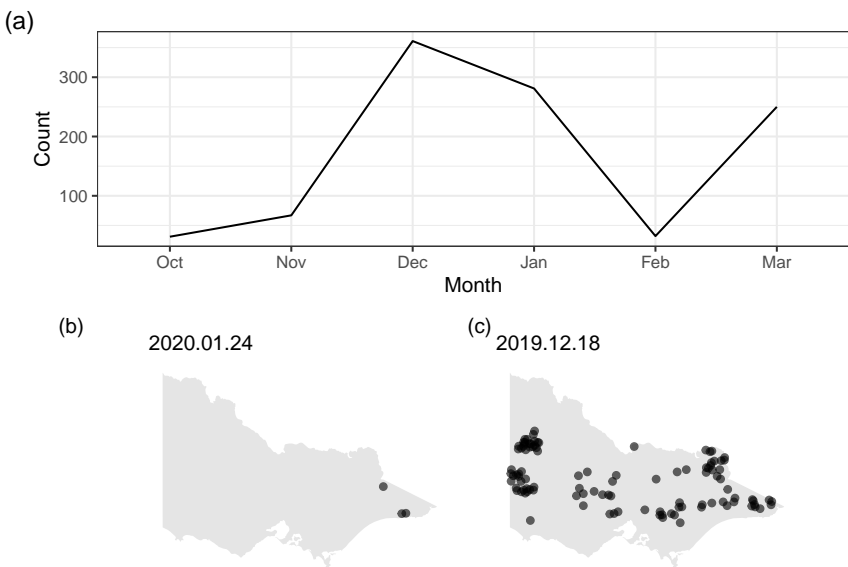 (a)
300
200
100
Count
Oct Nov Dec Jan Feb Mar
Month
(b) (c)
2020.01.24 2019.12.18